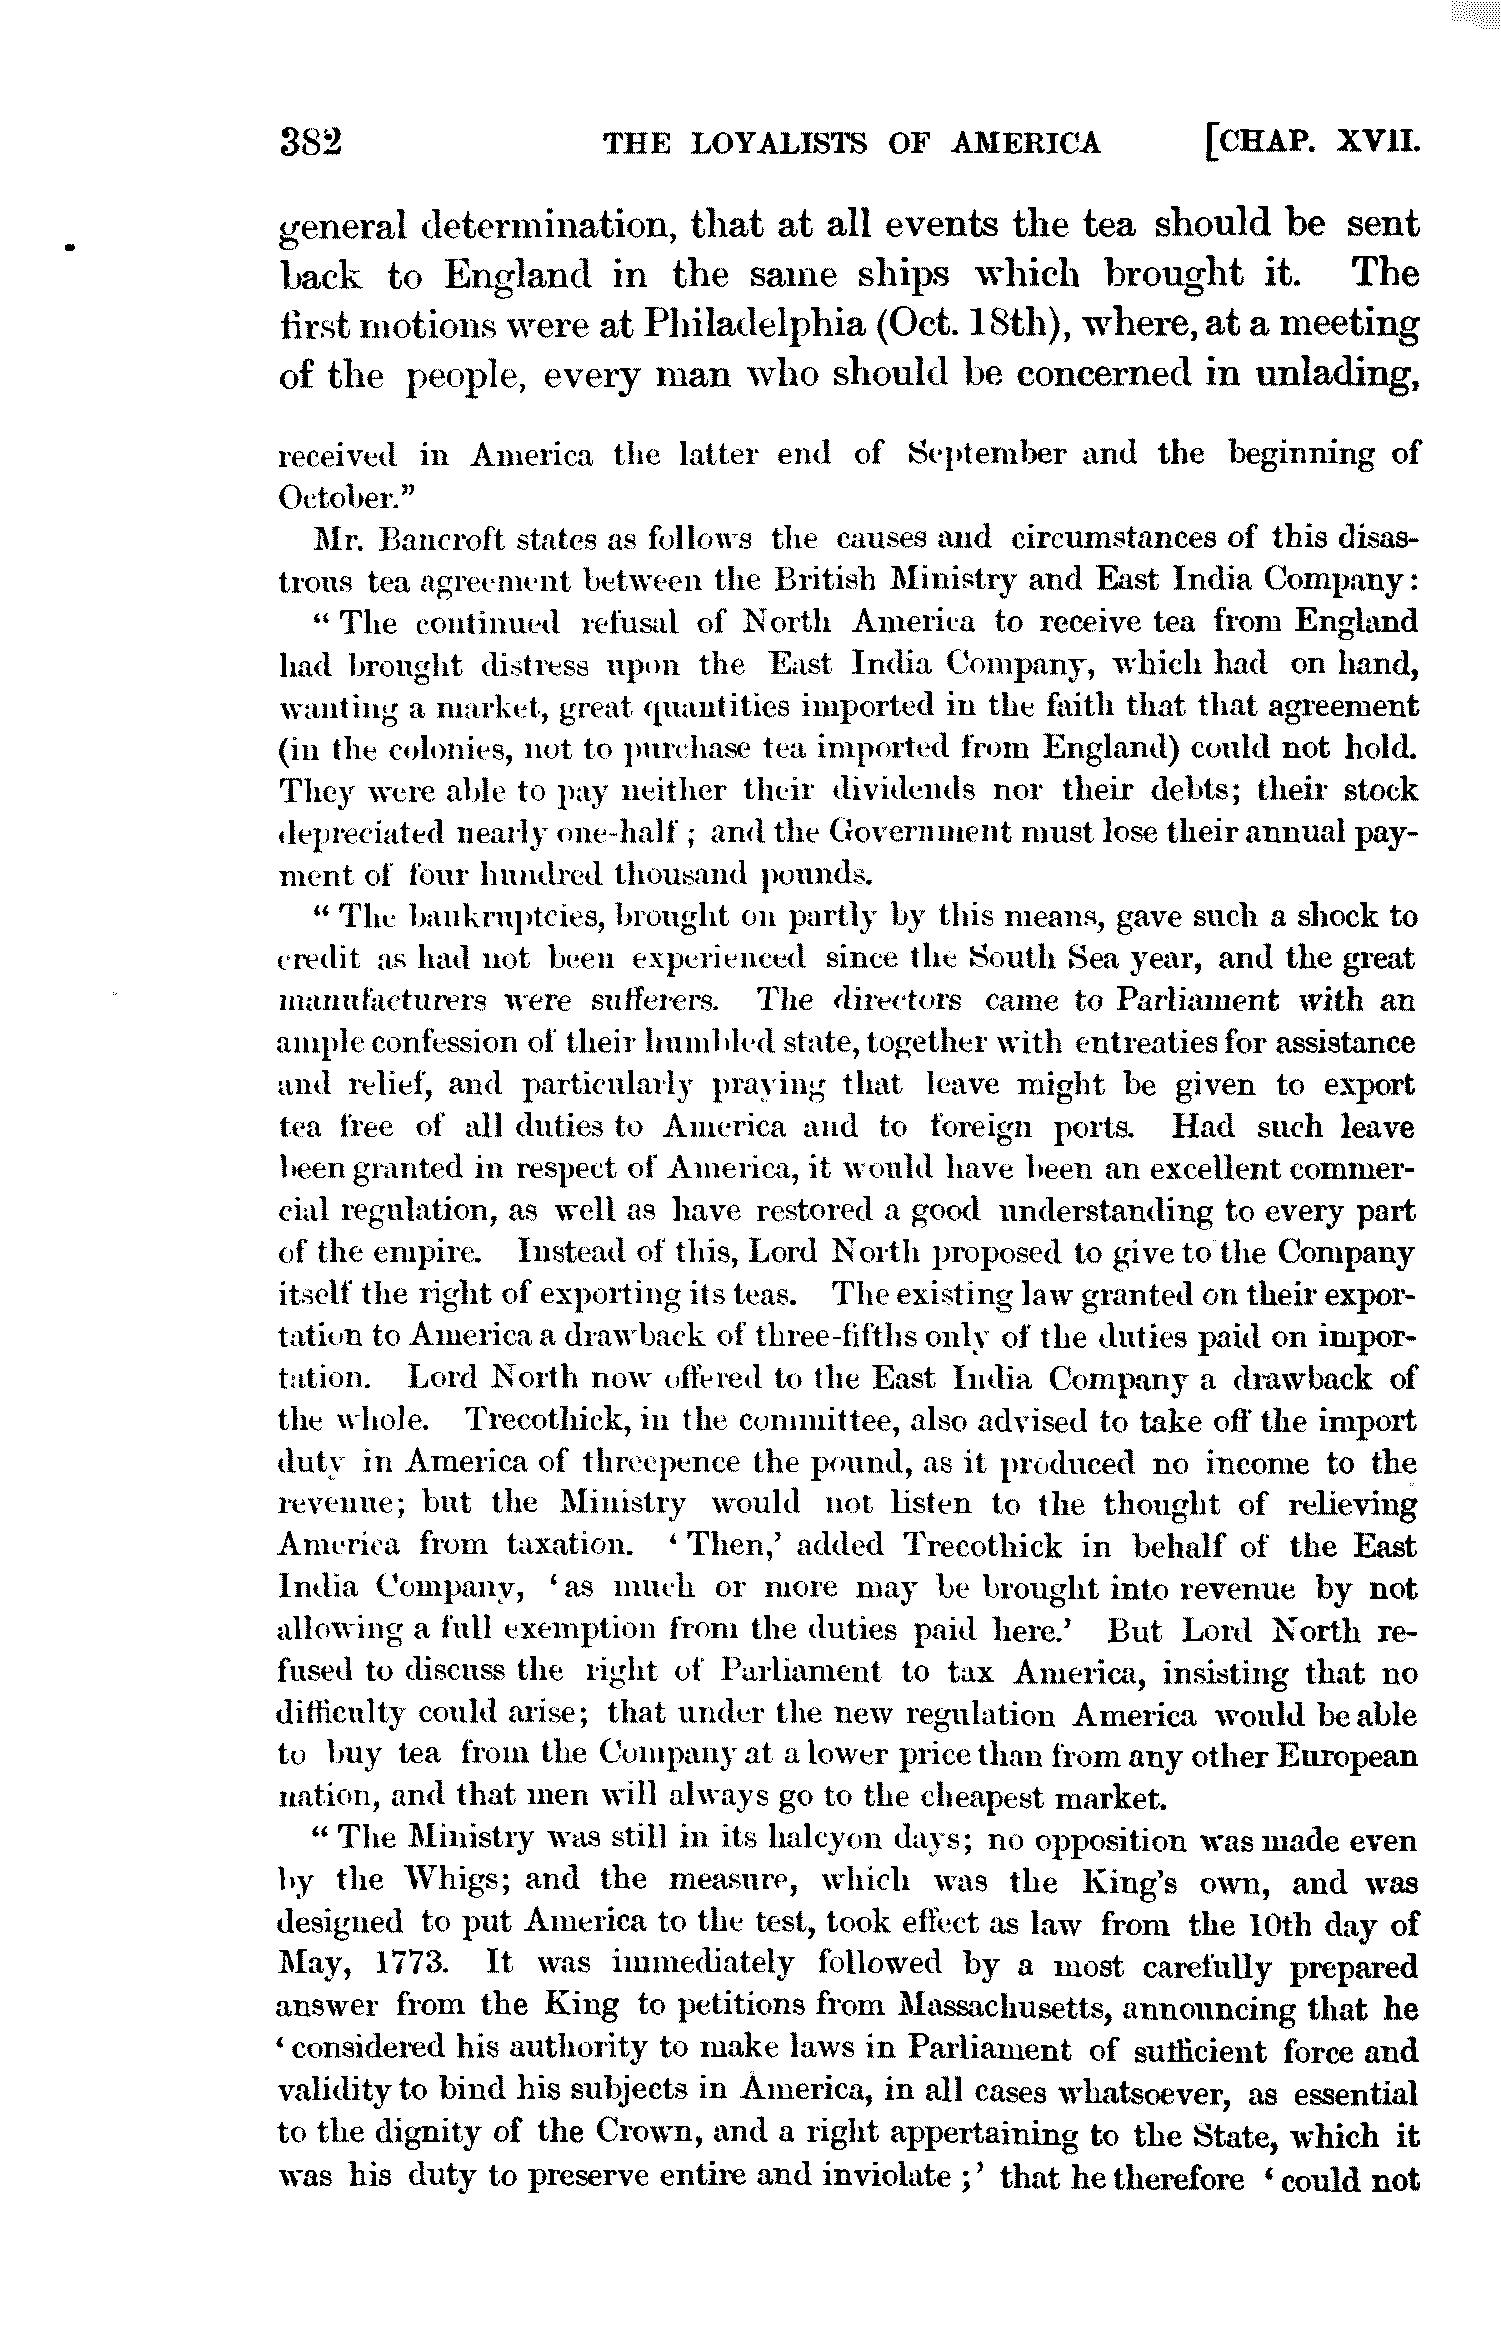 382 THE LOYALISTS OF AMERICA [CHAP. XVII.
general determination, that at all events the tea should be sent
back to England in the same ships which brought it. The
first motions were at Philadelphia (Oct. 18th), where, at a meeting
of the people, every man who should be concerned in unlading,
received in America the latter end of September and the beginning of
October.”
Mr. Bancroft states as follows the causes and circumstances of this disas-
trous tea agreement between the British Ministry and East India Company:
“ The continued refusal of North America to receive tea from England
had brought distress upon the East India Company, which had on hand,
wanting a market, great quantities imported in the faith that that agreement
(in the colonies, not to purchase tea imported from England) could not hold.
They were able to pay neither their dividends nor their debts; their stock
depreciated nearly one-half ; and the Government must lose their annual pay-
ment of four hundred thousand pounds.
“ The bankruptcies, brought on partly by this means, gave such a shock to
credit as had not been experienced since the South Sea year, and the great
manufacturers were sufferers. The directors came to Parliament with an
ample confession of their humbled state, together with entreaties for assistance
and relief, and particularly praying that leave might be given to export
tea free of all duties to America and to foreign ports. Had such leave
been granted in respect of America, it would have been an excellent commer-
cial regulation, as well as have restored a good understanding to every part
of the empire. Instead of this, Lord North proposed to give to the Company
itself the right of exporting its teas. The existing law granted on their expor-
tation to America a drawback of three-fifths only of the duties paid on impor-
tation. Lord North now offered to the East India Company a drawback of
the whole. Trecothick, in the committee, also advised to take off the import
duty in America of threepence the pound, as it produced no income to the
revenue; but the Ministry would not listen to the thought of relieving
America from taxation. ‘ Then,’ added Trecothick in behalf of the East
India Company, ‘as much or more may be brought into revenue by not
allowing a full exemption from the duties paid here.’ But Lord North re-
fused to discuss the right of Parliament to tax America, insisting that no
difficulty could arise; that under the new regulation America would be able
to buy tea from the Company at a lower price than from any other European
nation, and that men will always go to the cheapest market.
“ The Ministry was still in its halcyon days; no opposition was made even
by the Whigs; and the measure, which was the King’s own, and was
designed to put America to the test, took effect as law from the 10th day of
May, 1773. It was immediately followed by a most carefully prepared
answer from the King to petitions from Massachusetts, announcing that he
‘ considered his authority to make laws in Parliament of sufficient force and
validity to bind his subjects in America, in all cases whatsoever, as essential
to the dignity of the Crown, and a right appertaining to the State, which it
was his duty to preserve entire and inviolate ;’ that he therefore ‘ could not